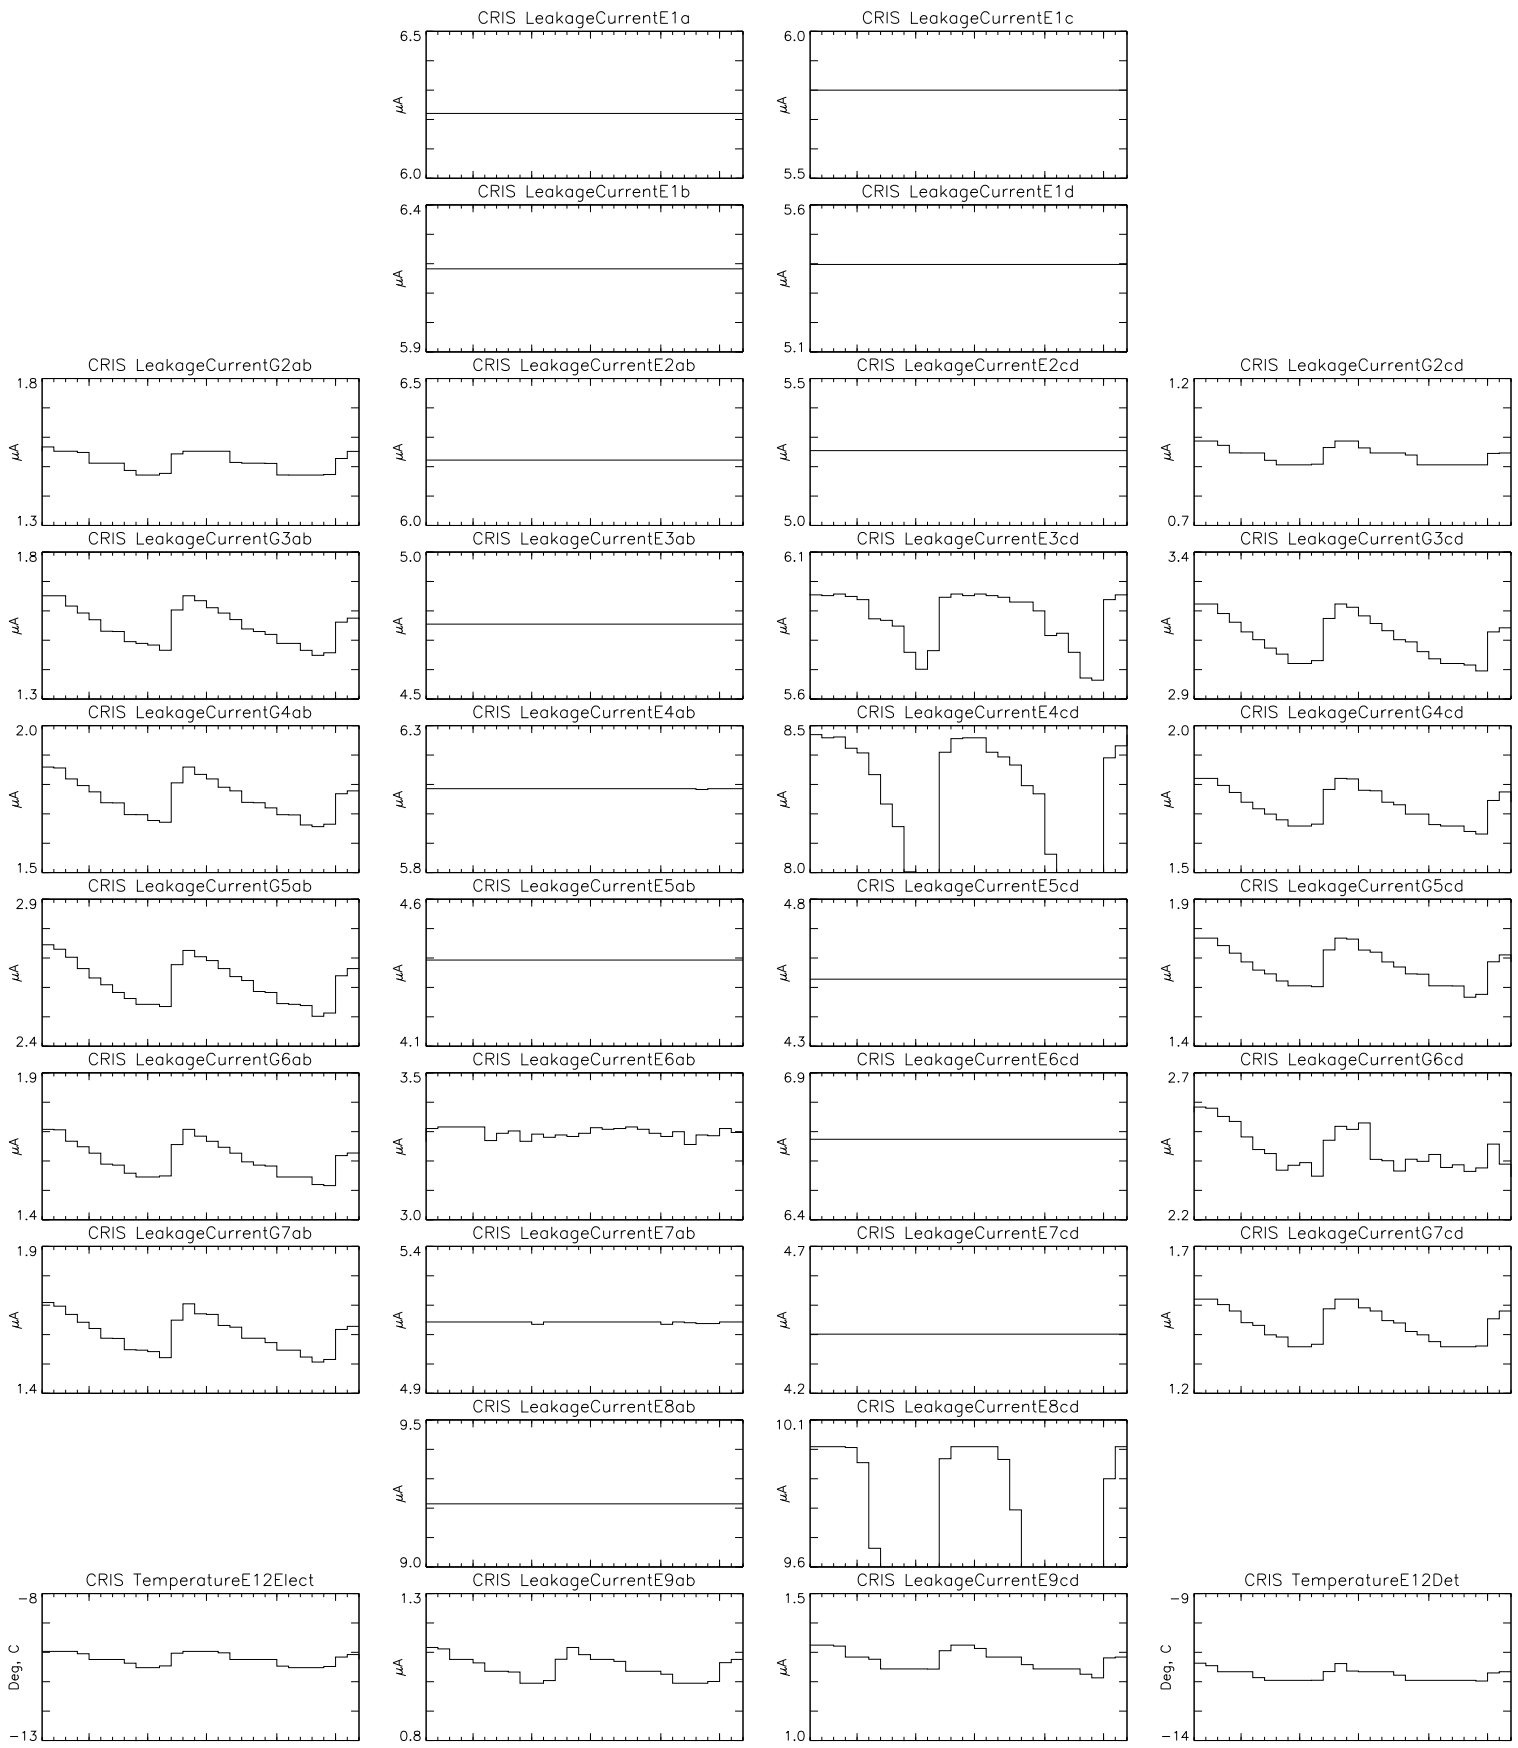 CRIS LeakageCurrentE1a
6.5
μA
6.0
CRIS LeakageCurrentE1c
6.0
μA
5.5
CRIS LeakageCurrentE1b
6.4
μA
5.9
CRIS LeakageCurrentE1d
5.6
μA
5.1
CRIS LeakageCurrentG2ab
1.8
μA
1.3
CRIS LeakageCurrentE2ab
6.5
μA
6.0
CRIS LeakageCurrentE2cd
5.5
μA
5.0
CRIS LeakageCurrentG2cd
1.2
μA
0.7
CRIS LeakageCurrentG3ab
1.8
μA
1.3
CRIS LeakageCurrentE3ab
5.0
μA
4.5
CRIS LeakageCurrentE3cd
6.1
μA
5.6
CRIS LeakageCurrentG3cd
3.4
μA
2.9
CRIS LeakageCurrentG4ab
2.0
μA
1.5
CRIS LeakageCurrentE4ab
6.3
μA
5.8
CRIS LeakageCurrentE4cd
8.5
μA
8.0
CRIS LeakageCurrentG4cd
2.0
μA
1.5
CRIS LeakageCurrentG5ab
2.9
μA
2.4
CRIS LeakageCurrentE5ab
4.6
μA
4.1
CRIS LeakageCurrentE5cd
4.8
μA
4.3
CRIS LeakageCurrentG5cd
1.9
μA
1.4
CRIS LeakageCurrentG6ab
1.9
μA
1.4
CRIS LeakageCurrentE6ab
3.5
μA
3.0
CRIS LeakageCurrentE6cd
6.9
μA
6.4
CRIS LeakageCurrentG6cd
2.7
μA
2.2
CRIS LeakageCurrentG7ab
1.9
μA
1.4
CRIS LeakageCurrentE7ab
5.4
μA
4.9
CRIS LeakageCurrentE7cd
4.7
μA
4.2
CRIS LeakageCurrentG7cd
1.7
μA
1.2
CRIS LeakageCurrentE8ab
9.5
μA
9.0
CRIS LeakageCurrentE8cd
10.1
μA
9.6
CRIS TemperatureE12Elect
-8
Deg, C
-13
CRIS LeakageCurrentE9ab
1.3
μA
0.8
CRIS LeakageCurrentE9cd
1.5
μA
1.0
CRIS TemperatureE12Det
-9
Deg, C
-14